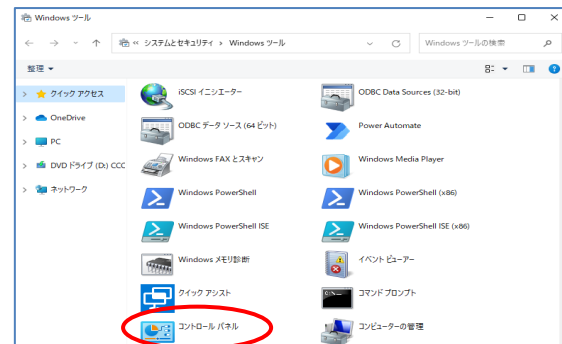 Windows ツール
« システムとセキュリティ > Windows ツール
Windows ツールの検索
整理
クイック アクセス
OneDrive
PC
DVD ドライブ (D:) CCC
ネットワーク
iSCSI イニシエーター
ODBC Data Sources (32-bit)
ODBC データ ソース (64 ビット)
Power Automate
Windows FAX とスキャン
Windows Media Player
Windows PowerShell
Windows PowerShell (x86)
Windows PowerShell ISE
Windows PowerShell ISE (x86)
Windows メモリ診断
イベント ビューアー
クイック アシスト
コマンド プロンプト
コントロール パネル
コンピューターの管理